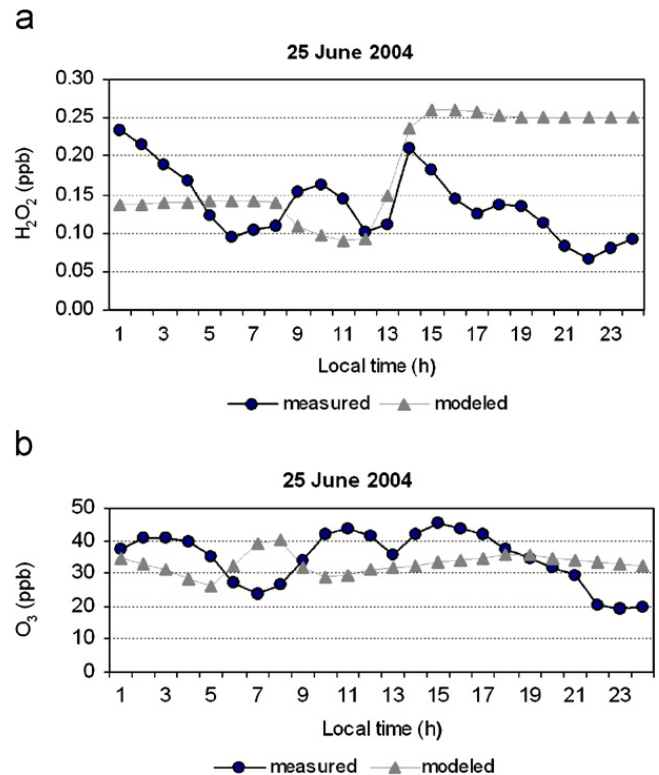 a
25 June 2004
H₂O₂ (ppb)
0.30
0.25
0.20
0.15
0.10
0.05
0.00
1 3 5 7 9 11 13 15 17 19 21 23
Local time (h)
measured modeled
b
25 June 2004
O₃ (ppb)
50
40
30
20
10
0
1 3 5 7 9 11 13 15 17 19 21 23
Local time (h)
measured modeled